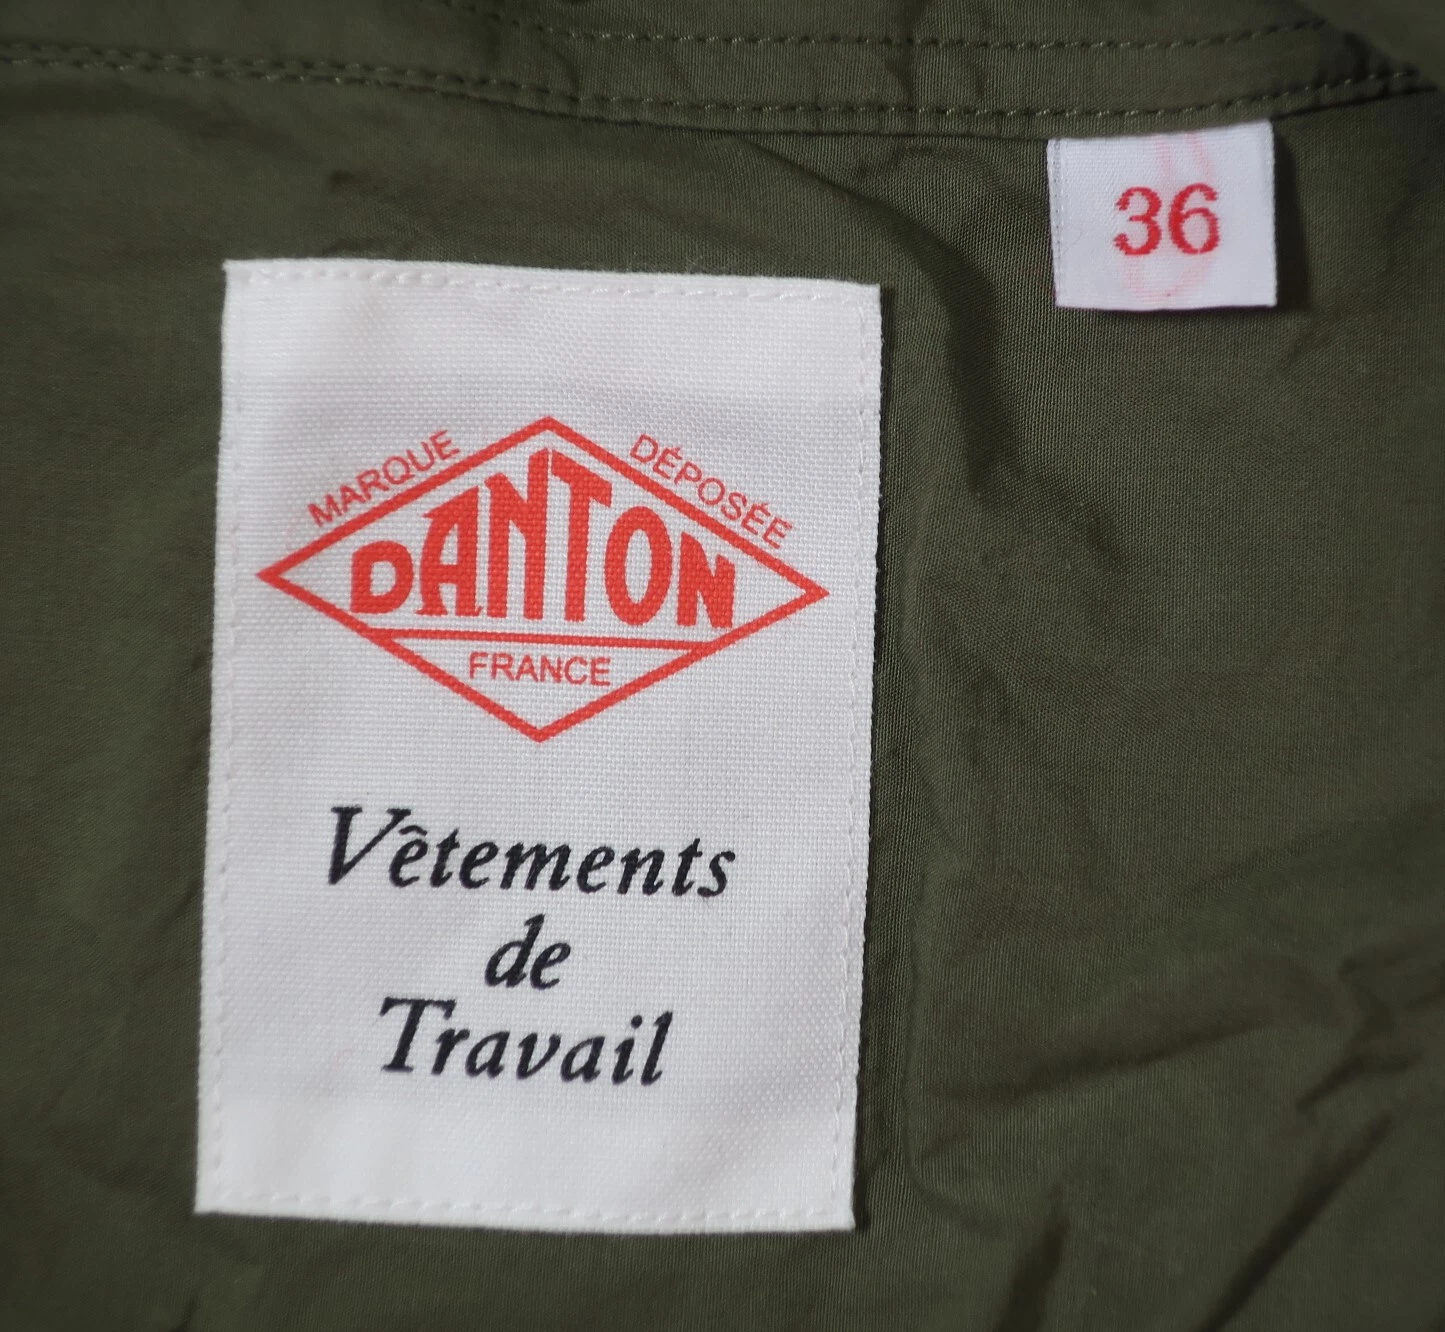 36
MARQUE DÉPOSÉE
DANTON
FRANCE
Vêtements
de
Travail